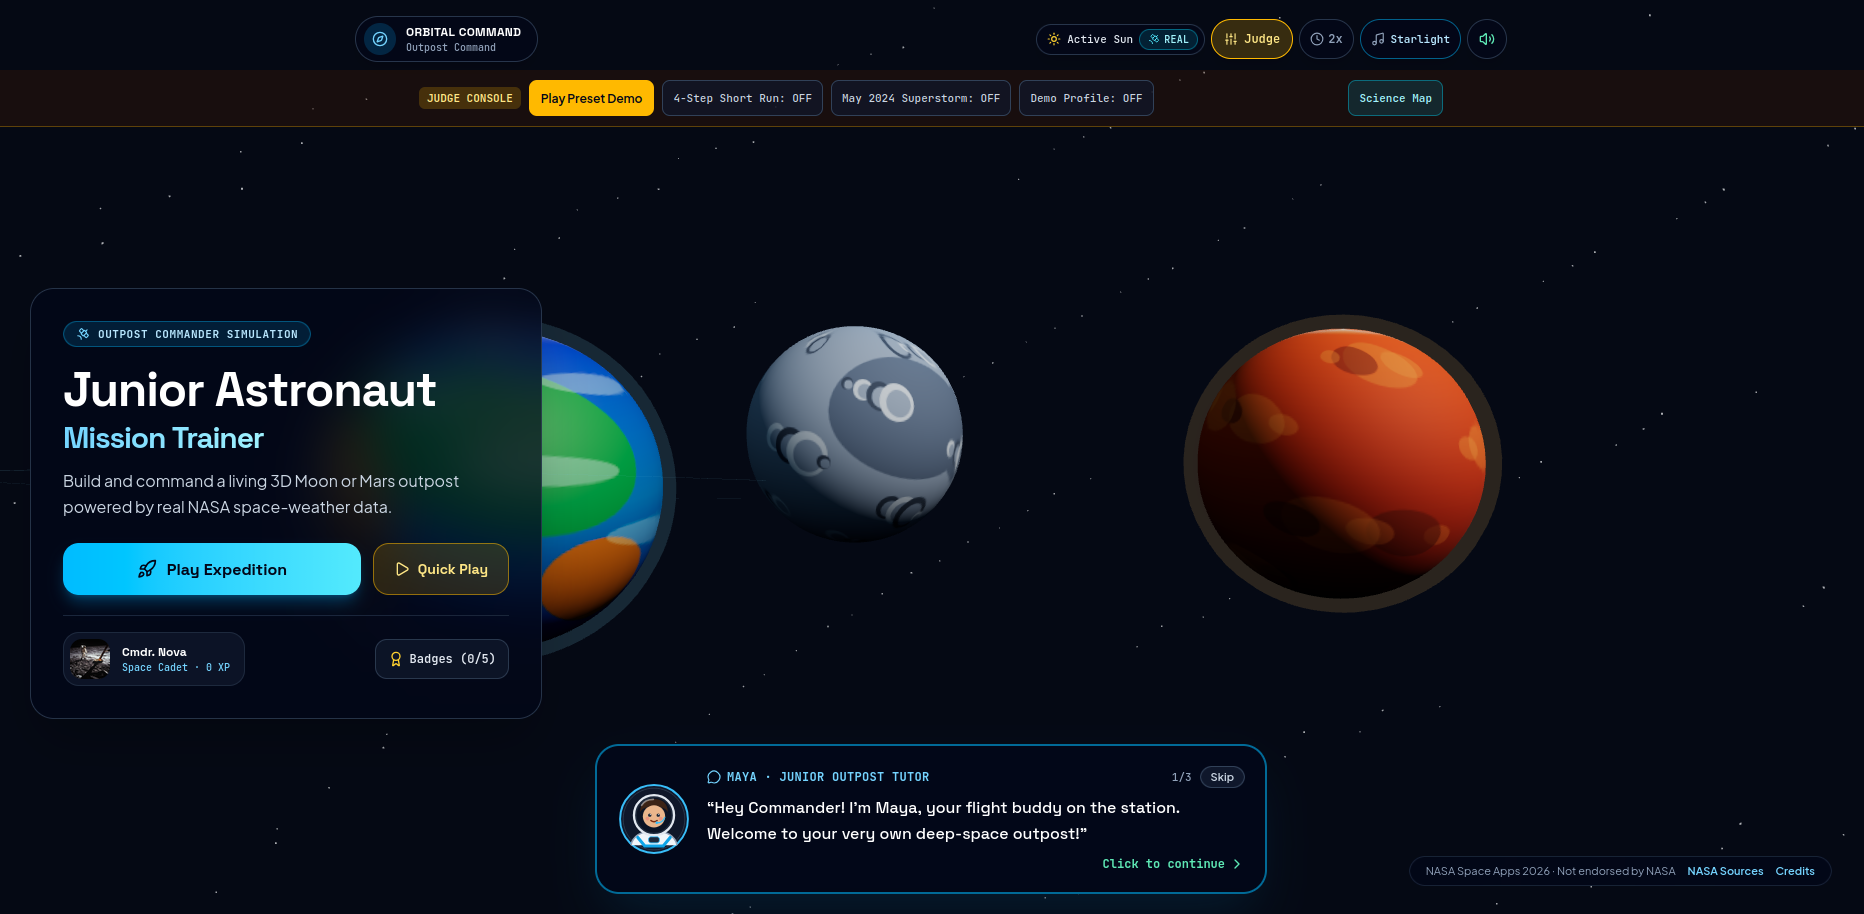 ORBITAL COMMAND
Outpost Command
Active Sun REAL
Judge
2x
Starlight
JUDGE CONSOLE
Play Preset Demo
4-Step Short Run: OFF
May 2024 Superstorm: OFF
Demo Profile: OFF
Science Map
OUTPOST COMMANDER SIMULATION
Junior Astronaut
Mission Trainer
Build and command a living 3D Moon or Mars outpost
powered by real NASA space-weather data.
Play Expedition
Quick Play
Cmdr. Nova
Space Cadet · 0 XP
Badges (0/5)
MAYA · JUNIOR OUTPOST TUTOR
1/3
Skip
“Hey Commander! I’m Maya, your flight buddy on the station.
Welcome to your very own deep-space outpost!”
Click to continue
NASA Space Apps 2026 · Not endorsed by NASA NASA Sources Credits